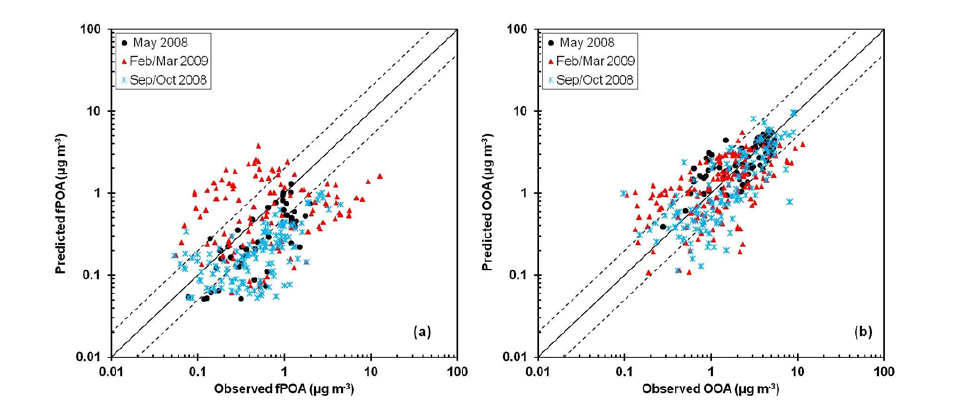 100
10
1
0.1
0.01
Predicted fPOA (µg m-3)
May 2008
Feb/Mar 2009
Sep/Oct 2008
(a)
0.01 0.1 1 10 100
Observed fPOA (µg m-3)
100
10
1
0.1
0.01
Predicted OOA (µg m-3)
May 2008
Feb/Mar 2009
Sep/Oct 2008
(b)
0.01 0.1 1 10 100
Observed OOA (µg m-3)